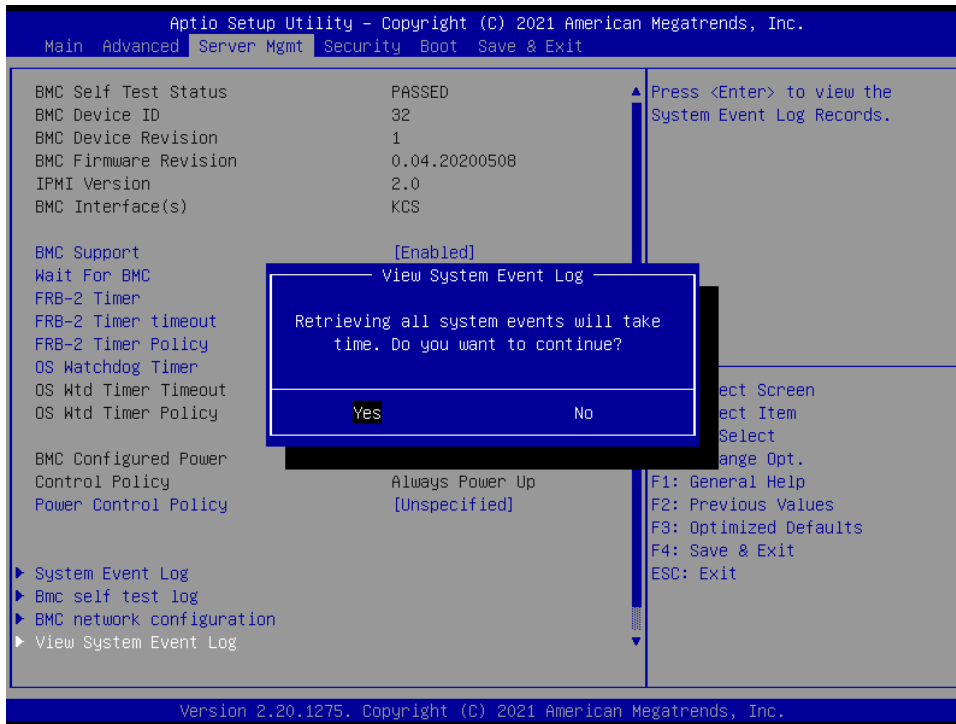 Aptio Setup Utility – Copyright (C) 2021 American Megatrends, Inc.
Main Advanced Server Mgmt Security Boot Save & Exit
BMC Self Test Status PASSED
BMC Device ID 32
BMC Device Revision 1
BMC Firmware Revision 0.04.20200508
IPMI Version 2.0
BMC Interface(s) KCS
BMC Support [Enabled]
Wait For BMC
FRB-2 Timer
FRB-2 Timer timeout
FRB-2 Timer Policy
OS Watchdog Timer
OS Wtd Timer Timeout
OS Wtd Timer Policy
BMC Configured Power
Control Policy Always Power Up
Power Control Policy [Unspecified]
System Event Log
Bmc self test log
BMC network configuration
View System Event Log
View System Event Log
Retrieving all system events will take
time. Do you want to continue?
Yes No
Press <Enter> to view the
System Event Log Records.
ect Screen
ect Item
Select
ange Opt.
F1: General Help
F2: Previous Values
F3: Optimized Defaults
F4: Save & Exit
ESC: Exit
Version 2.20.1275. Copyright (C) 2021 American Megatrends, Inc.